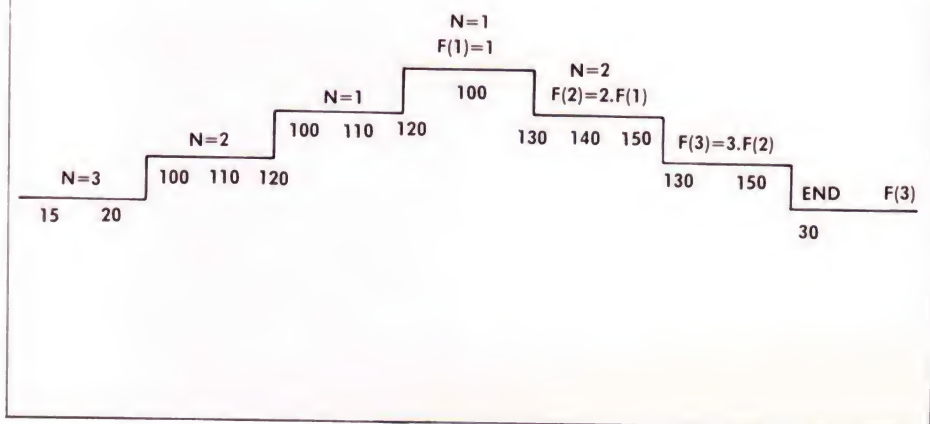 N=1
F(1)=1
100
N=2
F(2)=2.F(1)
N=1
100 110 120
130 140 150
F(3)=3.F(2)
N=2
100 110 120
130 150
N=3
15 20
END F(3)
30